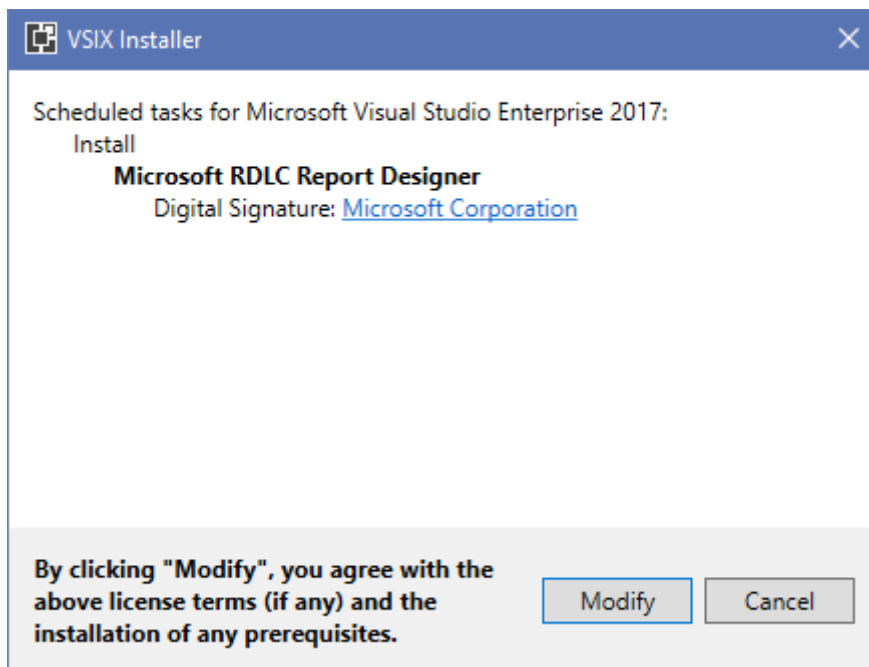 VSIX Installer
Scheduled tasks for Microsoft Visual Studio Enterprise 2017:
Install
Microsoft RDLC Report Designer
Digital Signature: Microsoft Corporation
By clicking "Modify", you agree with the
above license terms (if any) and the
installation of any prerequisites.
Modify
Cancel